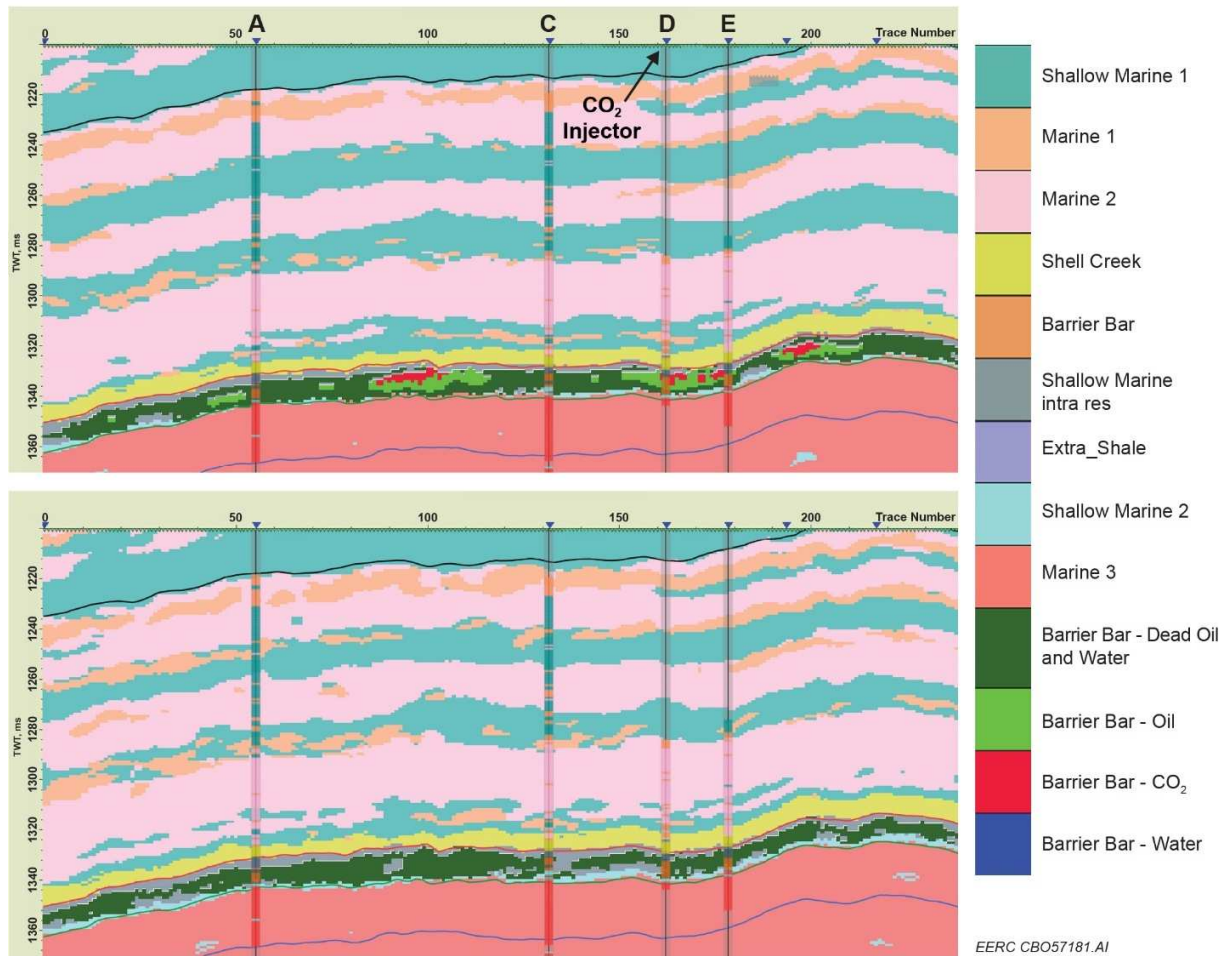 A C D E
0 50 100 150 200 Trace Number
TWT, ms
1220
1240
1260
1280
1300
1320
1340
1360
CO2
Injector
0 50 100 150 200 Trace Number
TWT, ms
1220
1240
1260
1280
1300
1320
1340
1360
Shallow Marine 1
Marine 1
Marine 2
Shell Creek
Barrier Bar
Shallow Marine
intra res
Extra_Shale
Shallow Marine 2
Marine 3
Barrier Bar - Dead Oil
and Water
Barrier Bar - Oil
Barrier Bar - CO2
Barrier Bar - Water
EERC CBO57181.AI